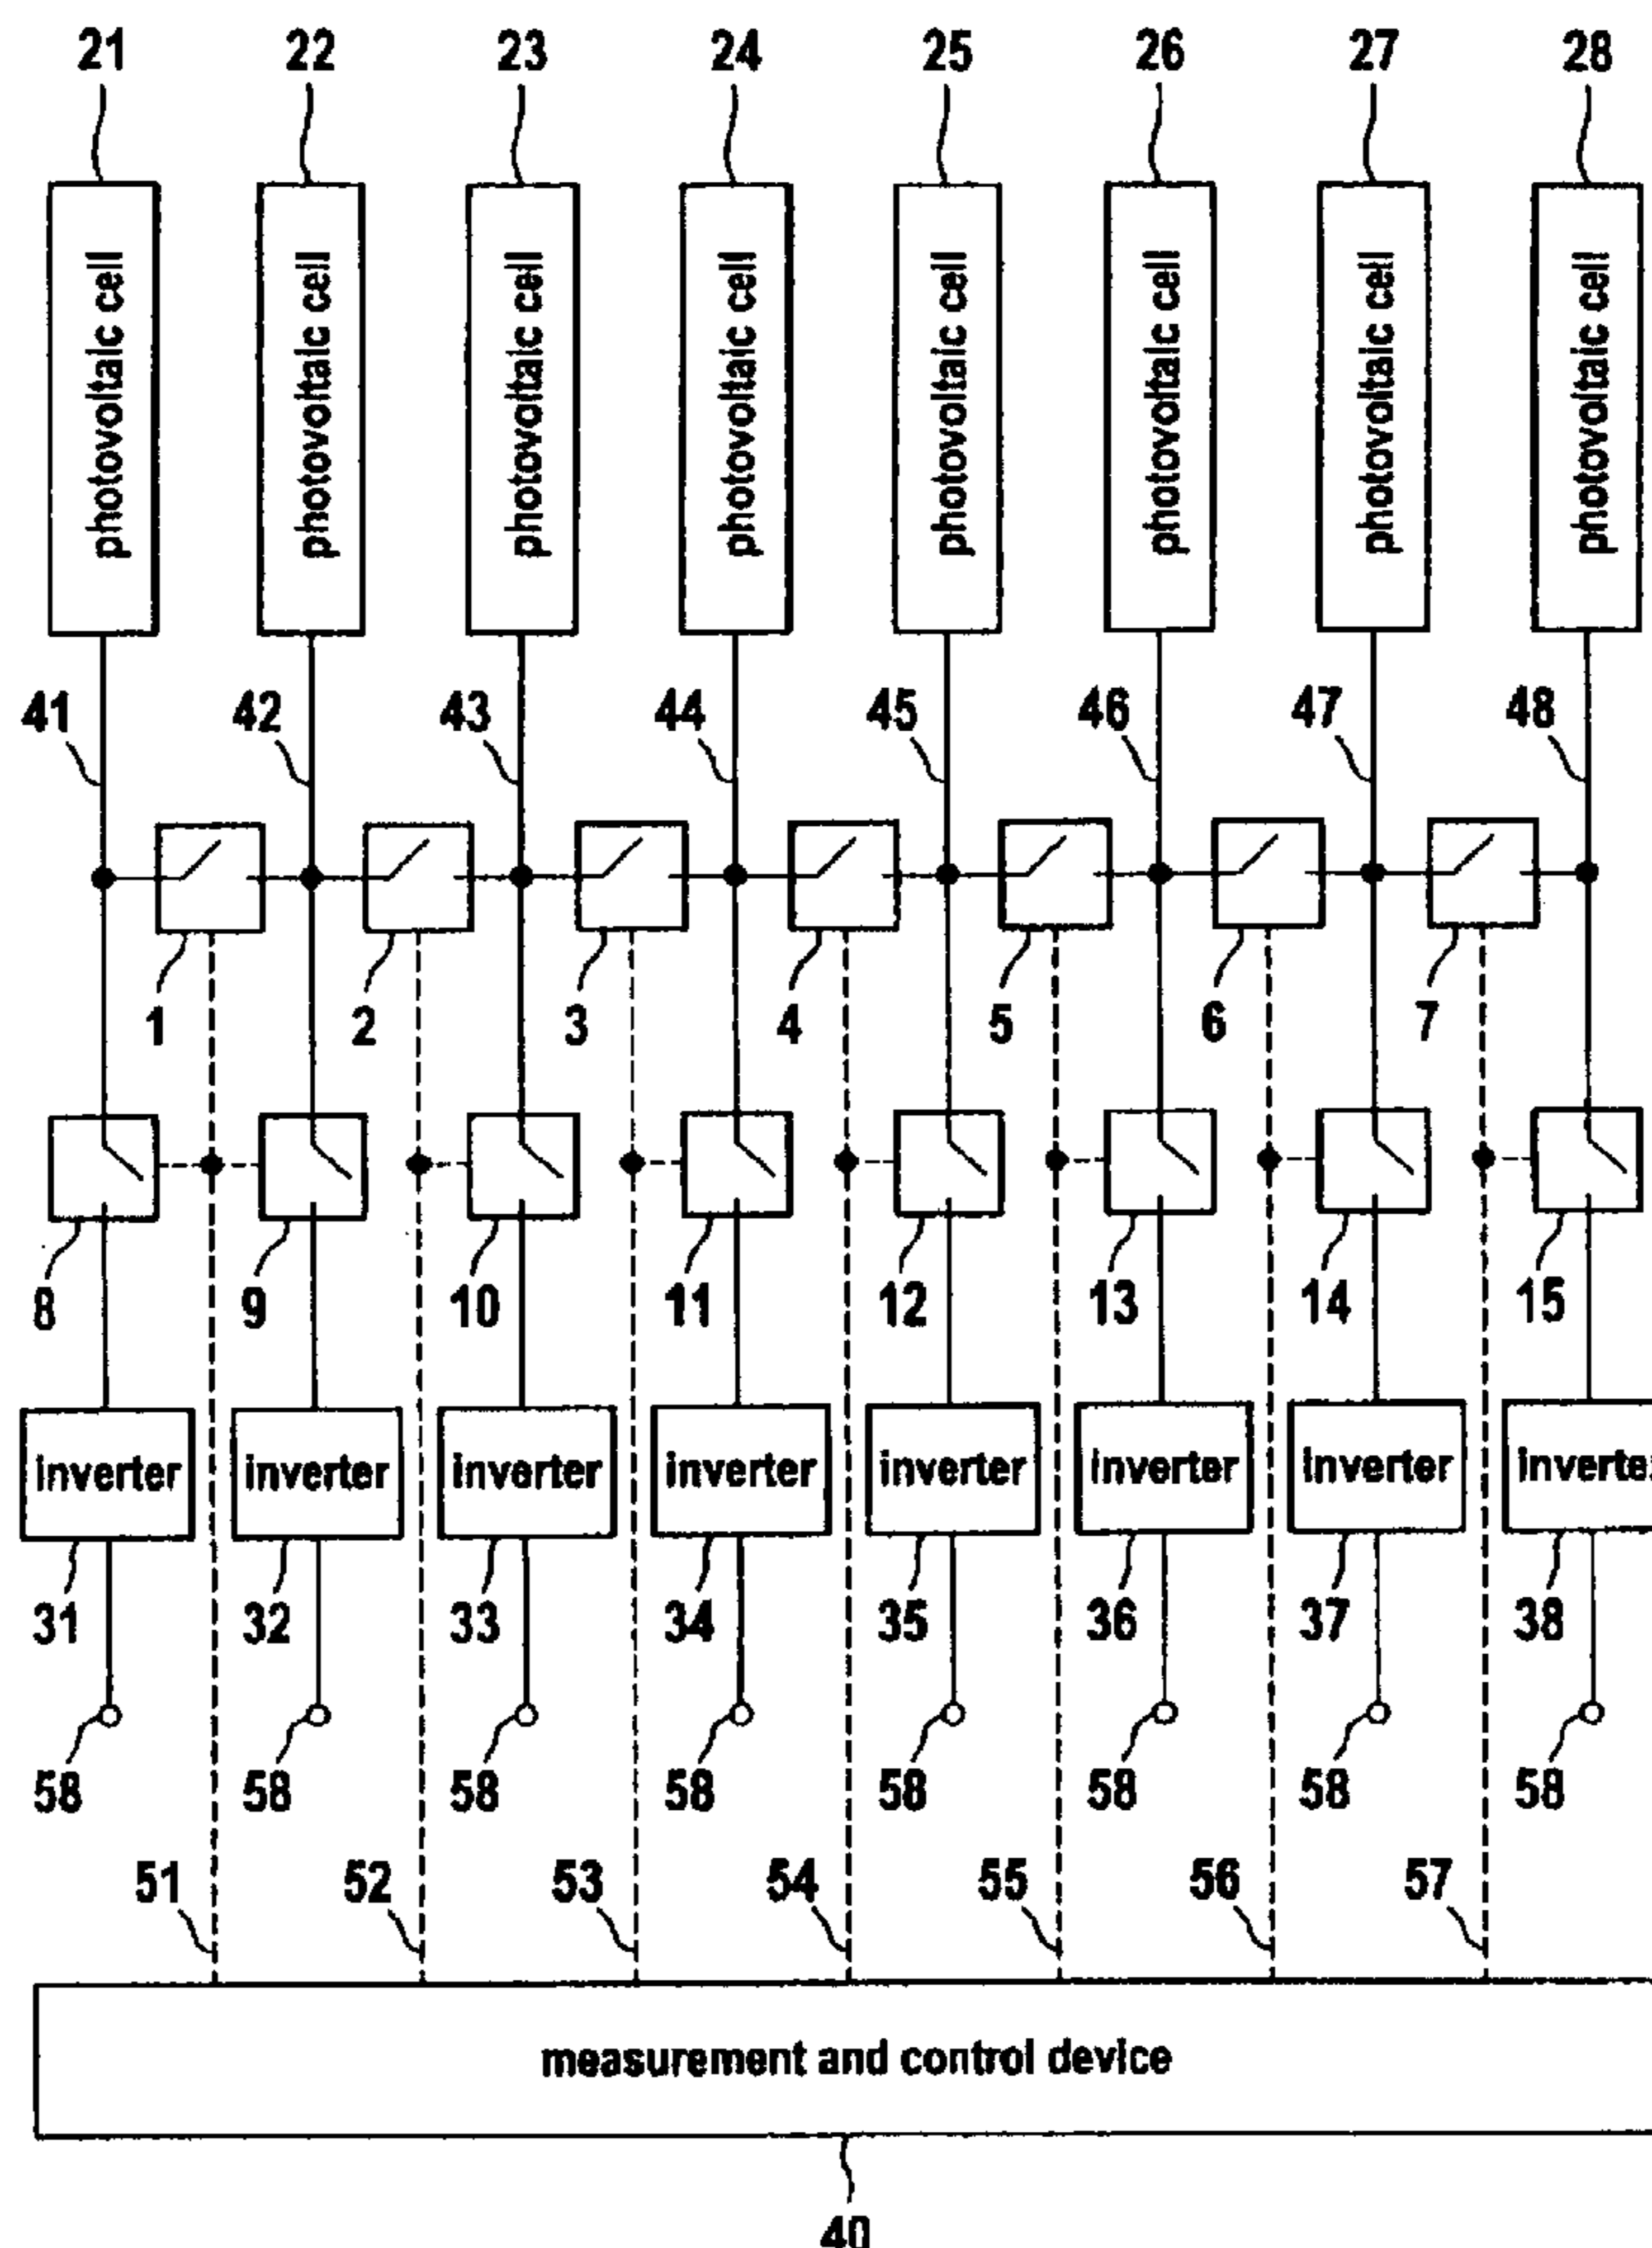 21 22 23 24 25 26 27 28
photovoltaic cell photovoltaic cell photovoltaic cell photovoltaic cell photovoltaic cell photovoltaic cell photovoltaic cell photovoltaic cell
41 42 43 44 45 46 47 48
1 2 3 4 5 6 7
8 9 10 11 12 13 14 15
inverter inverter inverter inverter inverter inverter inverter inverter
31 32 33 34 35 36 37 38
58 58 58 58 58 58 58 58
51 52 53 54 55 56 57
measurement and control device
40